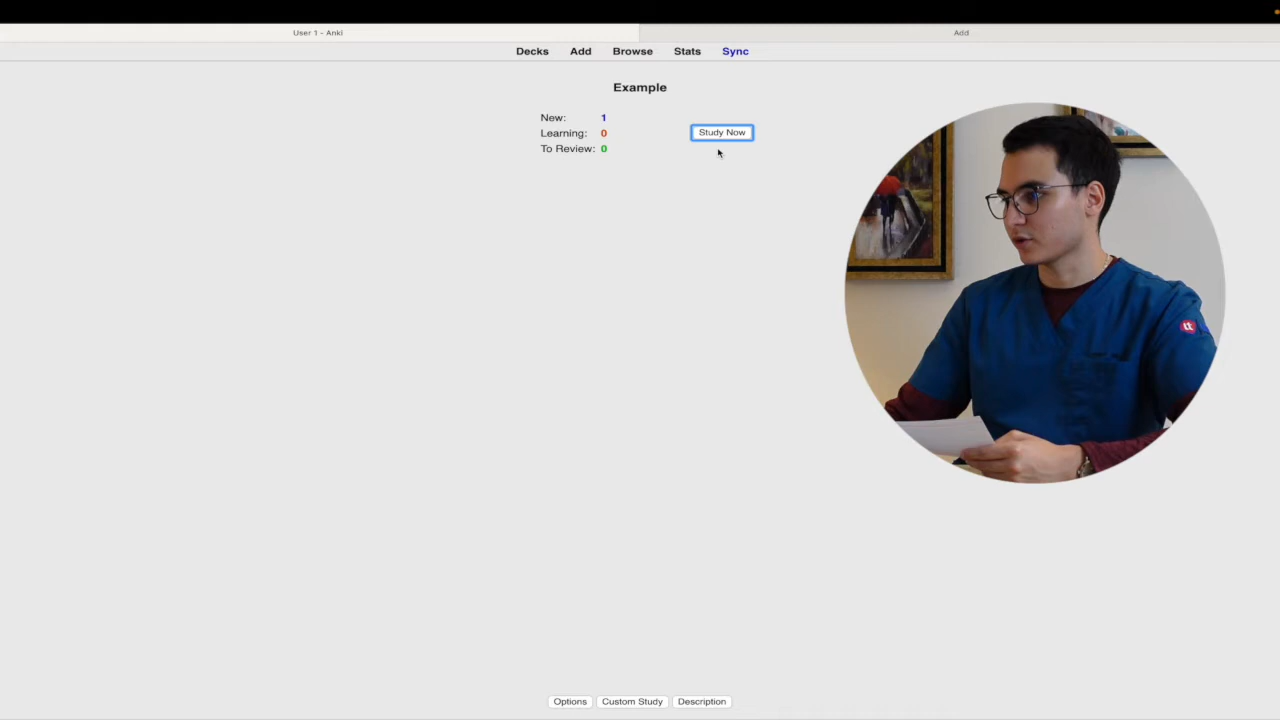 User 1 - Anki
Add
Decks Add Browse Stats Sync
Example
New: 1
Learning: 0
To Review: 0
Study Now
Options Custom Study Description